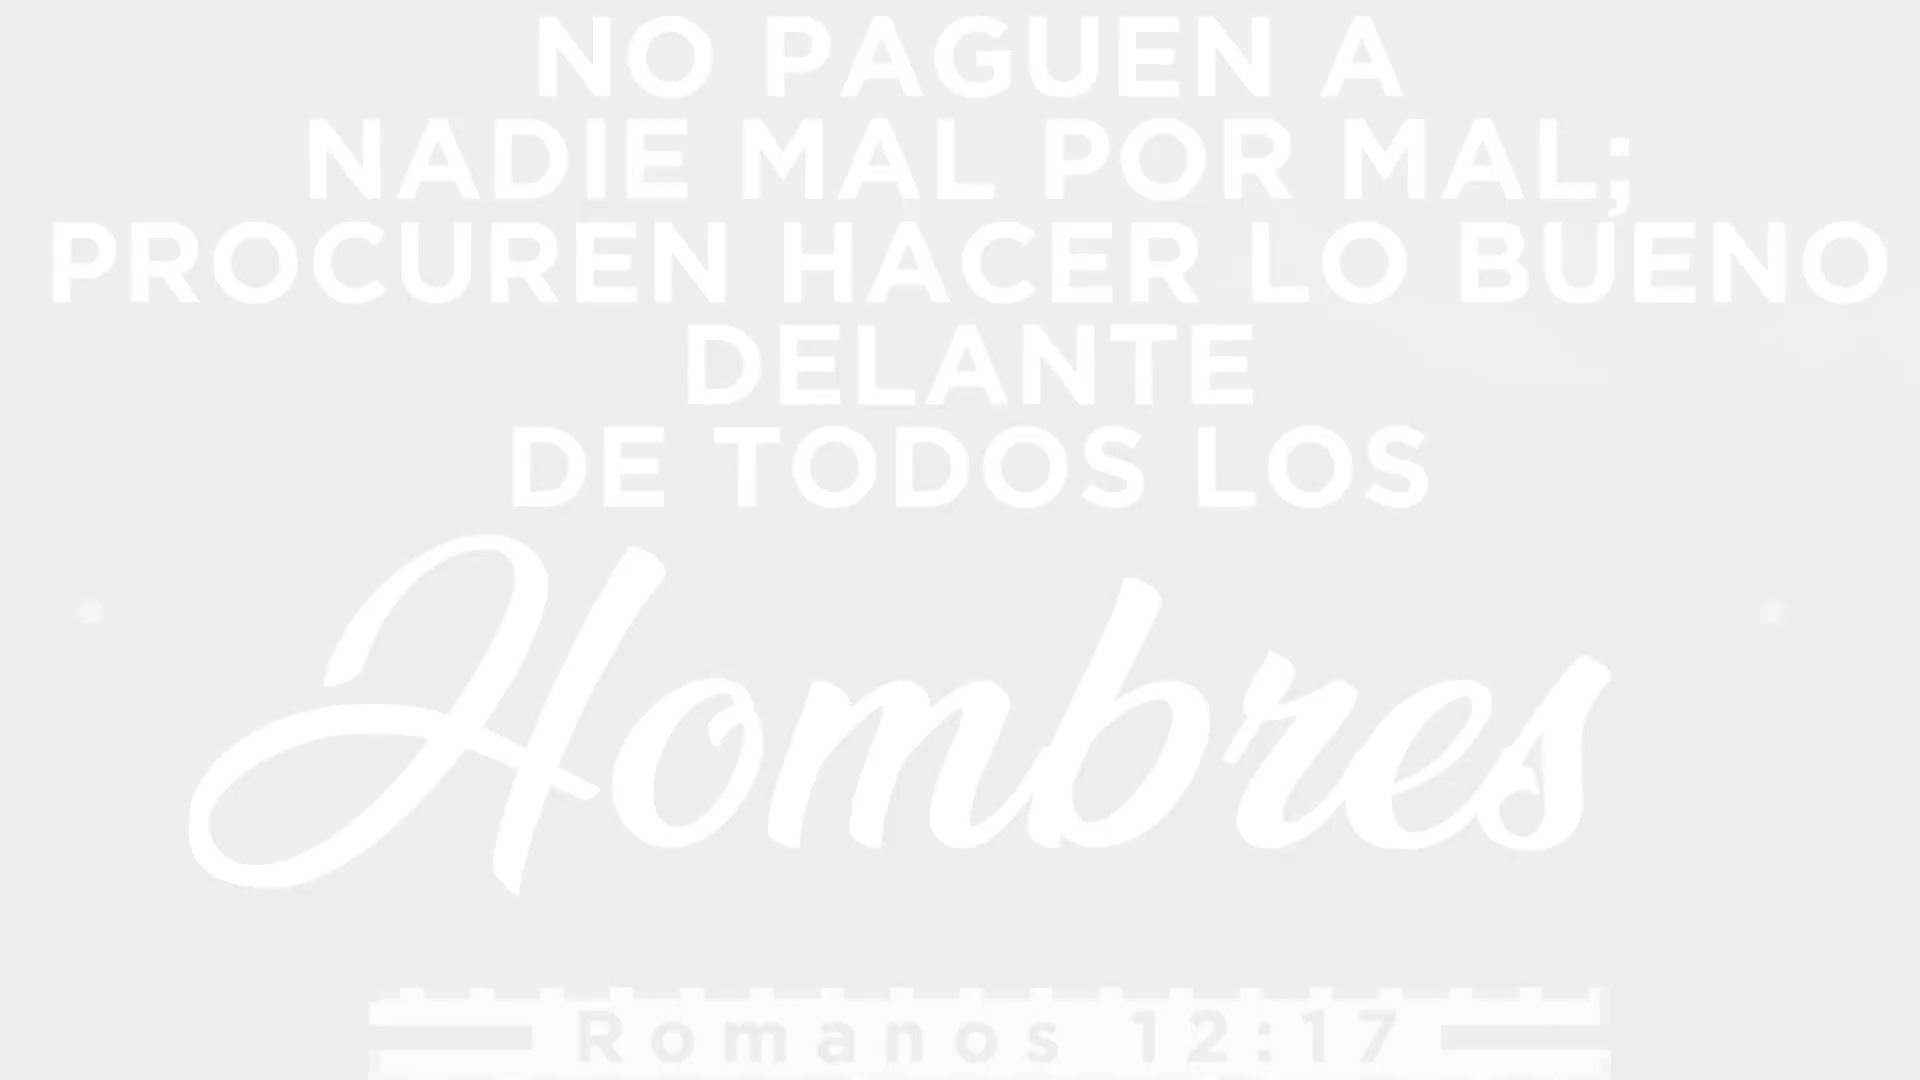 NO PAGUEN A
NADIE MAL POR MAL;
PROCUREN HACER LO BUENO
DELANTE
DE TODOS LOS
Hombres
Romanos 12:17